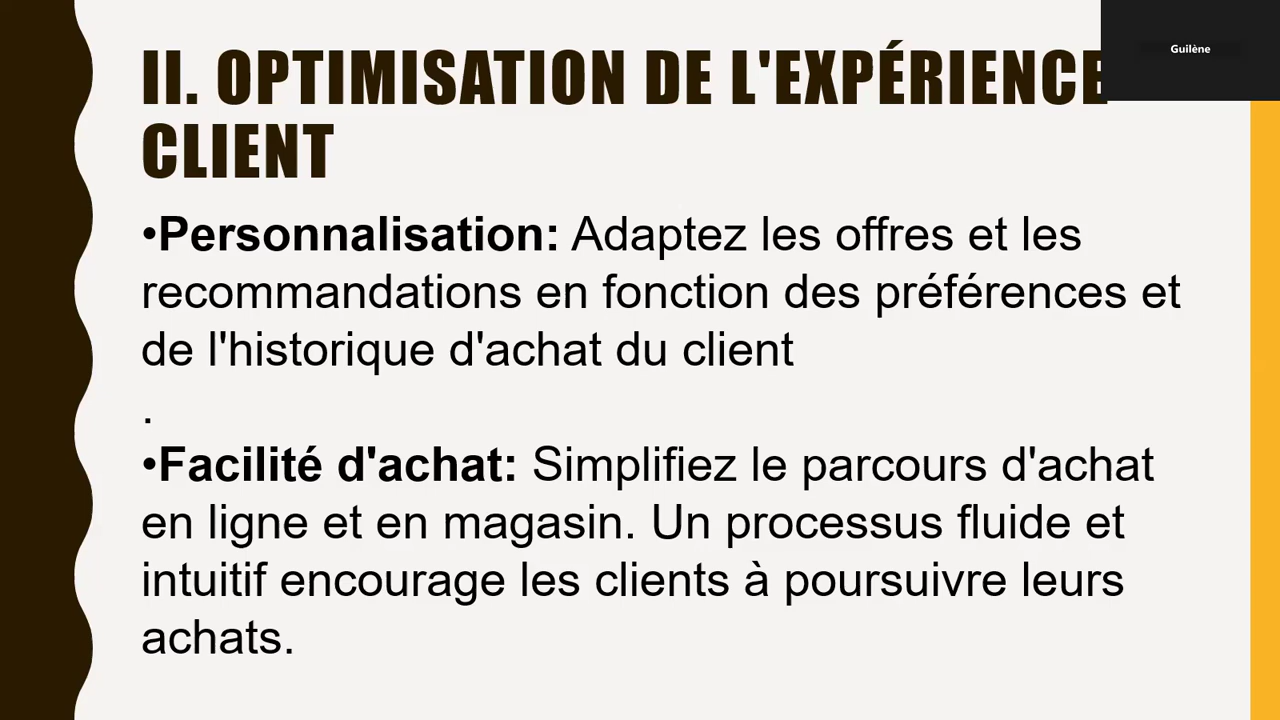 Guilène
II. OPTIMISATION DE L'EXPÉRIENCE
CLIENT
•Personnalisation: Adaptez les offres et les
recommandations en fonction des préférences et
de l'historique d'achat du client
.
•Facilité d'achat: Simplifiez le parcours d'achat
en ligne et en magasin. Un processus fluide et
intuitif encourage les clients à poursuivre leurs
achats.